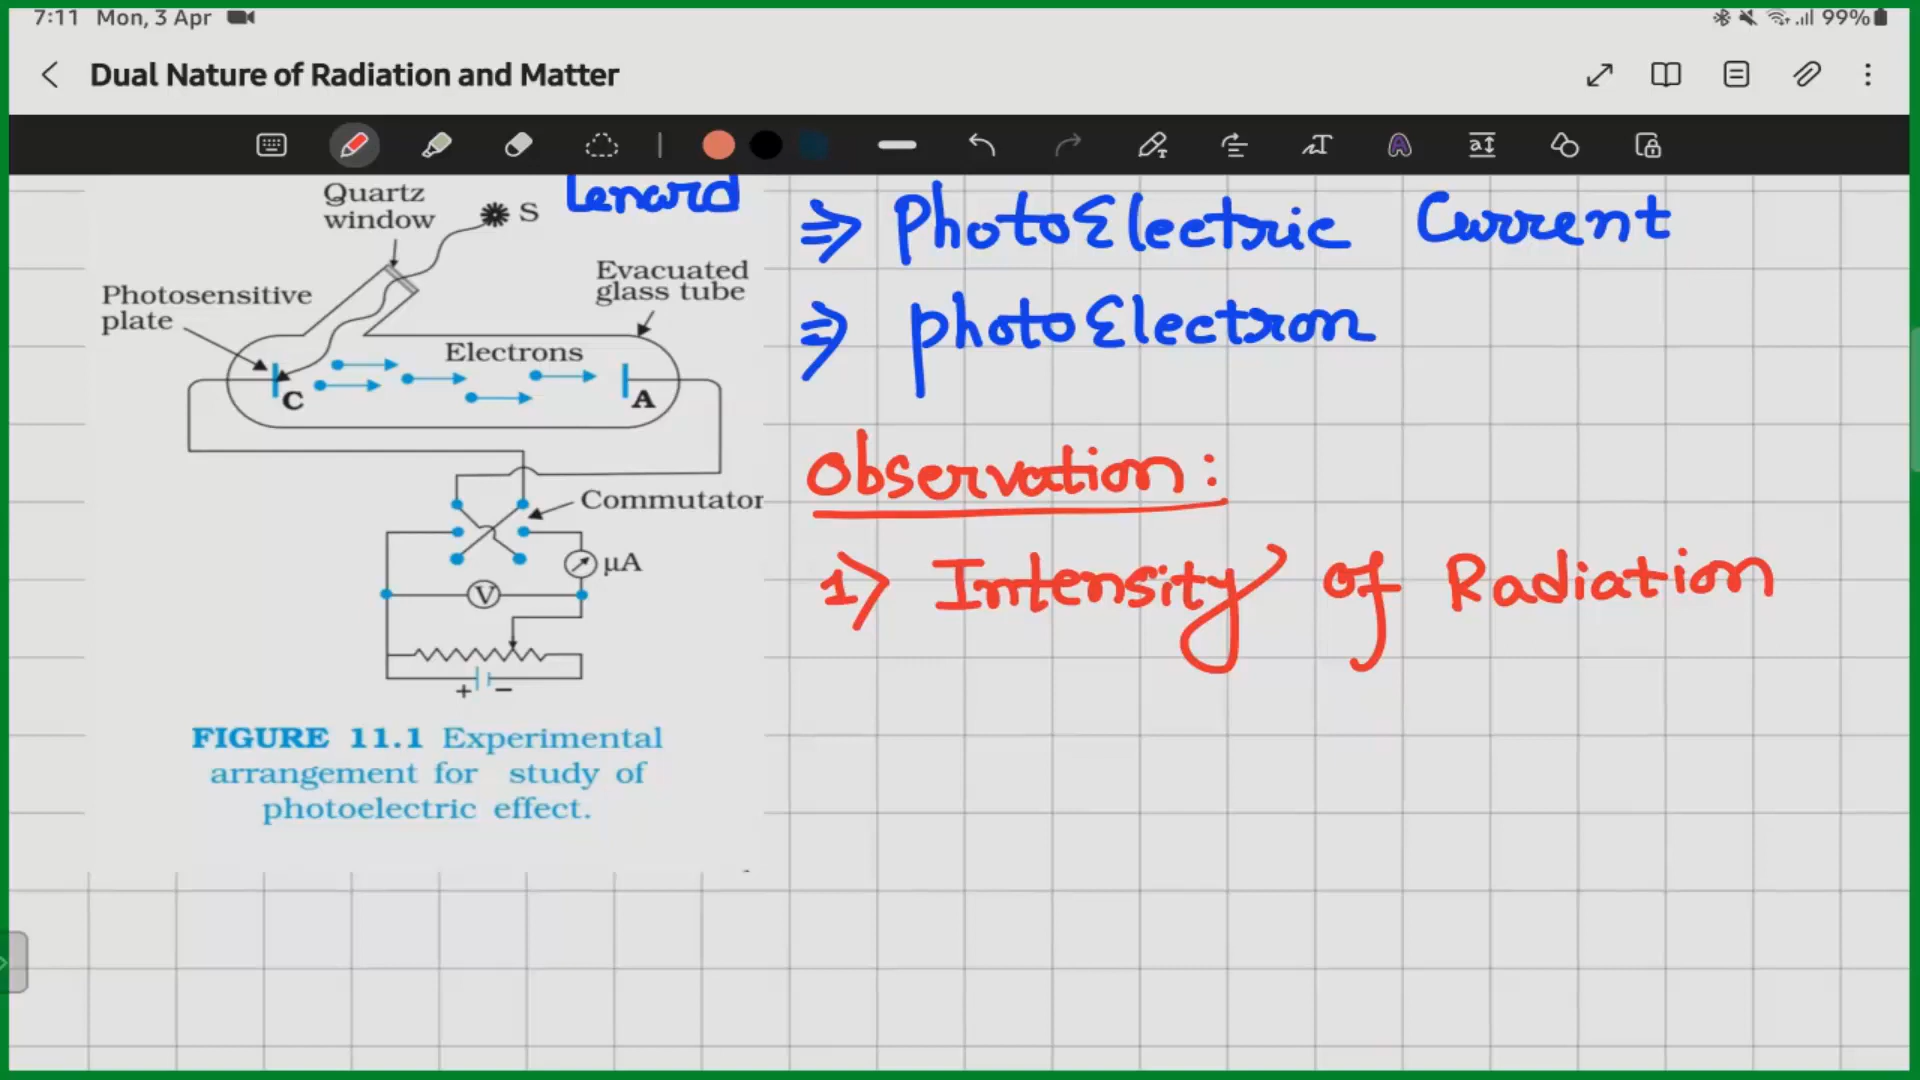 7:11 Mon, 3 Apr
99%
Dual Nature of Radiation and Matter
Quartz
window
S
Lenard
Photosensitive
plate
Evacuated
glass tube
Electrons
C
A
Commutator
µA
V
+ −
FIGURE 11.1 Experimental
arrangement for study of
photoelectric effect.
⇒ PhotoElectric Current
⇒ photoElectron
Observation:
1> Intensity of Radiation